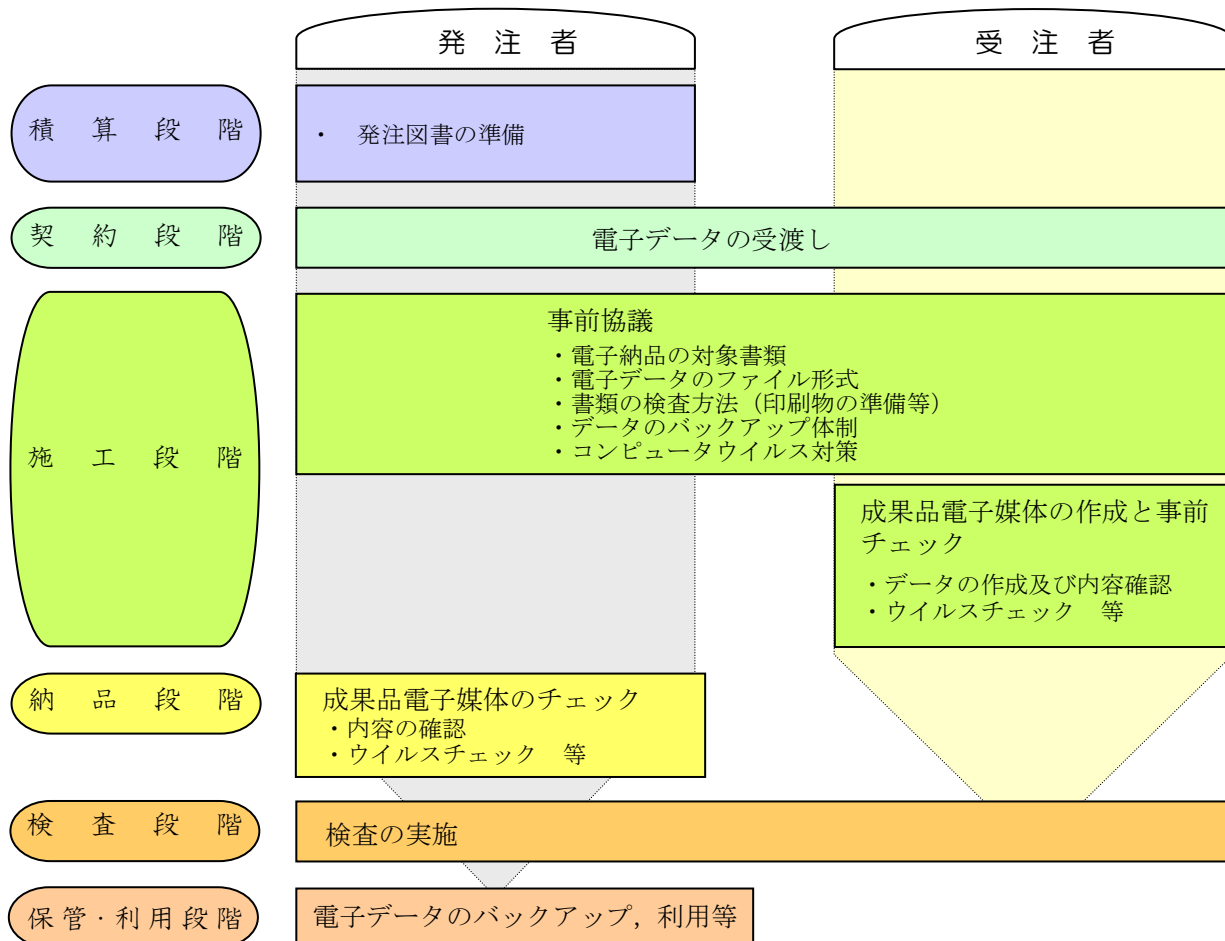 発 注 者
受 注 者
積 算 段 階
・ 発注図書の準備
契 約 段 階
電子データの受渡し
施 工 段 階
事前協議
・電子納品の対象書類
・電子データのファイル形式
・書類の検査方法（印刷物の準備等）
・データのバックアップ体制
・コンピュータウイルス対策
成果品電子媒体の作成と事前
チェック
・データの作成及び内容確認
・ウイルスチェック 等
納 品 段 階
成果品電子媒体のチェック
・内容の確認
・ウイルスチェック 等
検 査 段 階
検査の実施
保管・利用段階
電子データのバックアップ，利用等